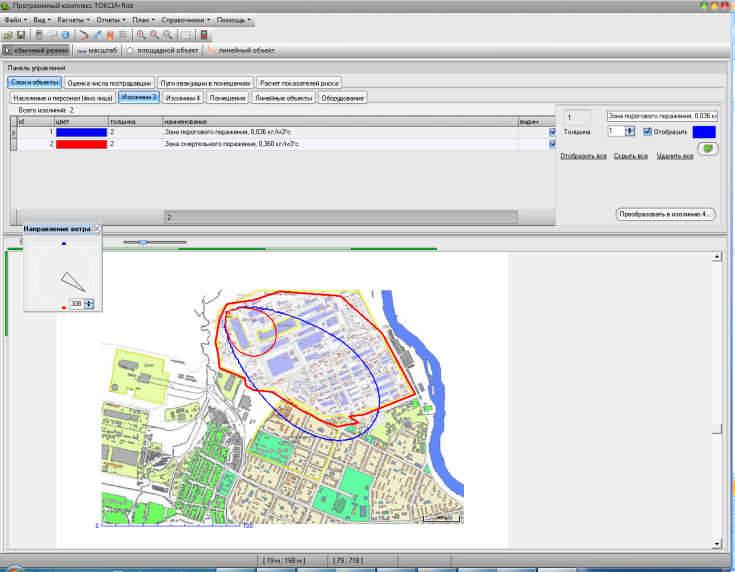 Программный комплекс ТОКСИ+Risk
Файл Вид Расчеты Отчеты План Справочники Помощь
обычный режим масштаб площадной объект линейный объект
Панель управления
Слои и объекты Оценка числа пострадавших Пути эвакуации в помещениях Расчет показателей риска
Население и персонал (физ.лица) Изолинии 3 Изолинии 4 Помещения Линейные объекты Оборудование
Всего изолиний: 2
id цвет толщина наименование видим
1 2 Зона порогового поражения, 0,036 кг/м3*с
2 2 Зона смертельного поражения, 0,360 кг/м3*с
2
1 Зона порогового поражения, 0,036 кг
Толщина 1 Отобразить
Отобразить все Скрыть все Удалить все
Преобразовать в изолинию 4...
Направление ветра
308
0 100
[ 19 м ; 168 м ] [ 79 ; 718 ]